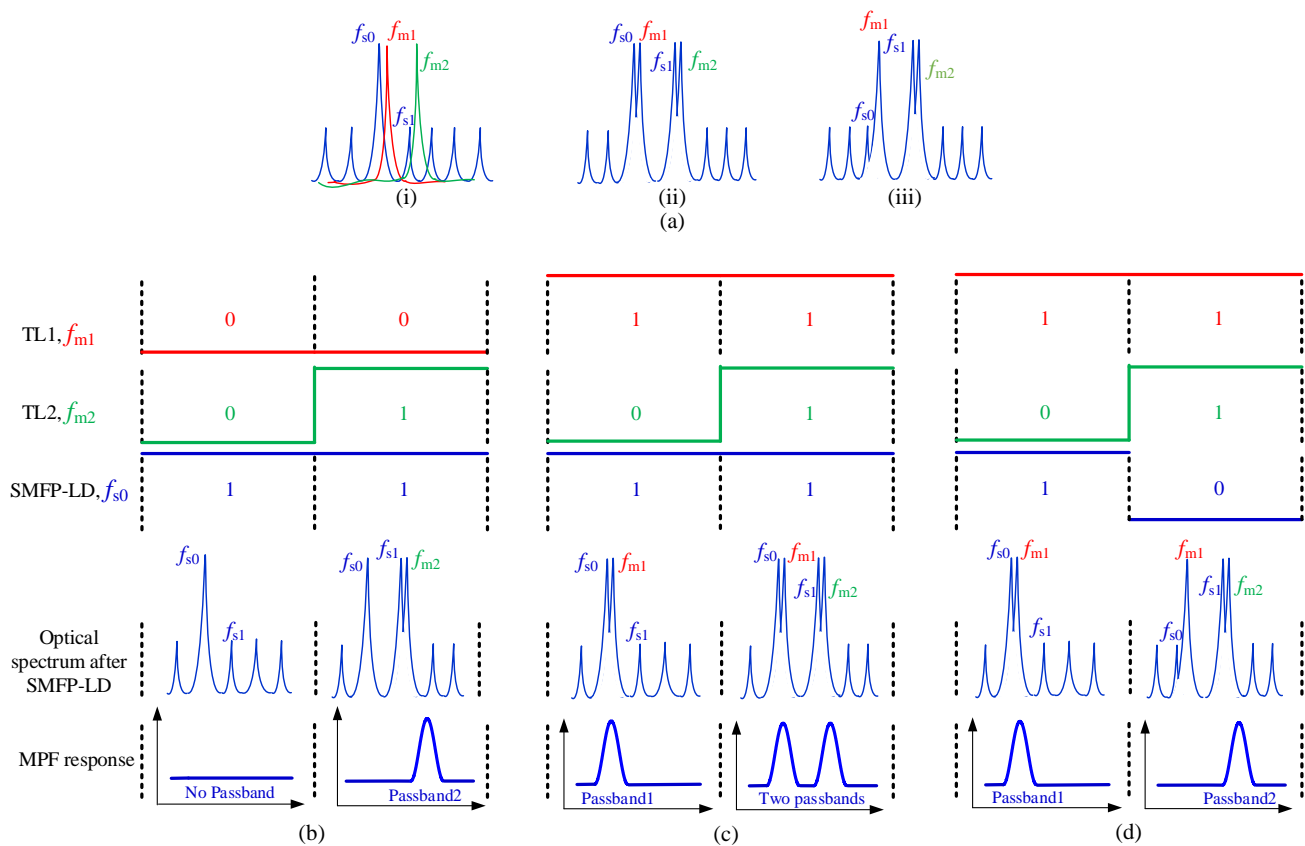 fs0 fm1 fm2 fs1
fs0 fm1 fs1 fm2
fm1 fs1 fs0 fm2
(i) (ii) (iii)
(a)
TL1, fm1 0 0 1 1 1 1
TL2, fm2 0 1 0 1 0 1
SMFP-LD, fs0 1 1 1 1 1 0
Optical
spectrum after
SMFP-LD
fs0 fs1
fs0 fs1 fm2
fs0 fm1 fs1
fs0 fm1 fs1 fm2
fs0 fm1 fs1
fm1 fs1 fm2 fs0
MPF response
No Passband Passband2 Passband1 Two passbands Passband1 Passband2
(b) (c) (d)